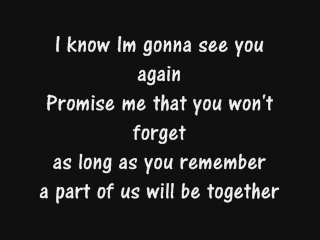 I know Im gonna see you
again
Promise me that you won't
forget
as long as you remember
a part of us will be together